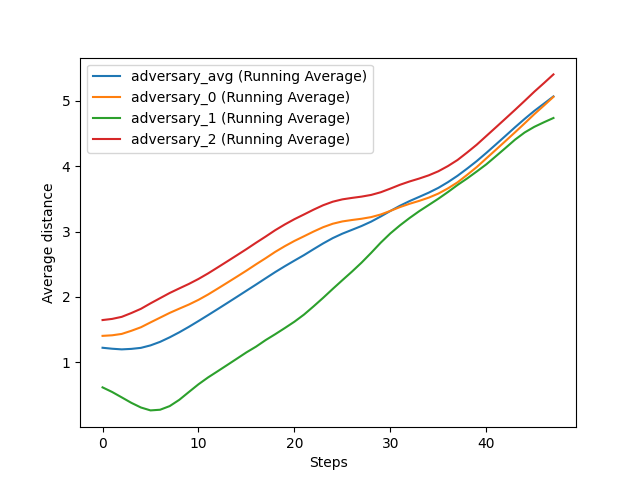 adversary_avg (Running Average)
adversary_0 (Running Average)
adversary_1 (Running Average)
adversary_2 (Running Average)
Average distance
5
4
3
2
1
0 10 20 30 40
Steps